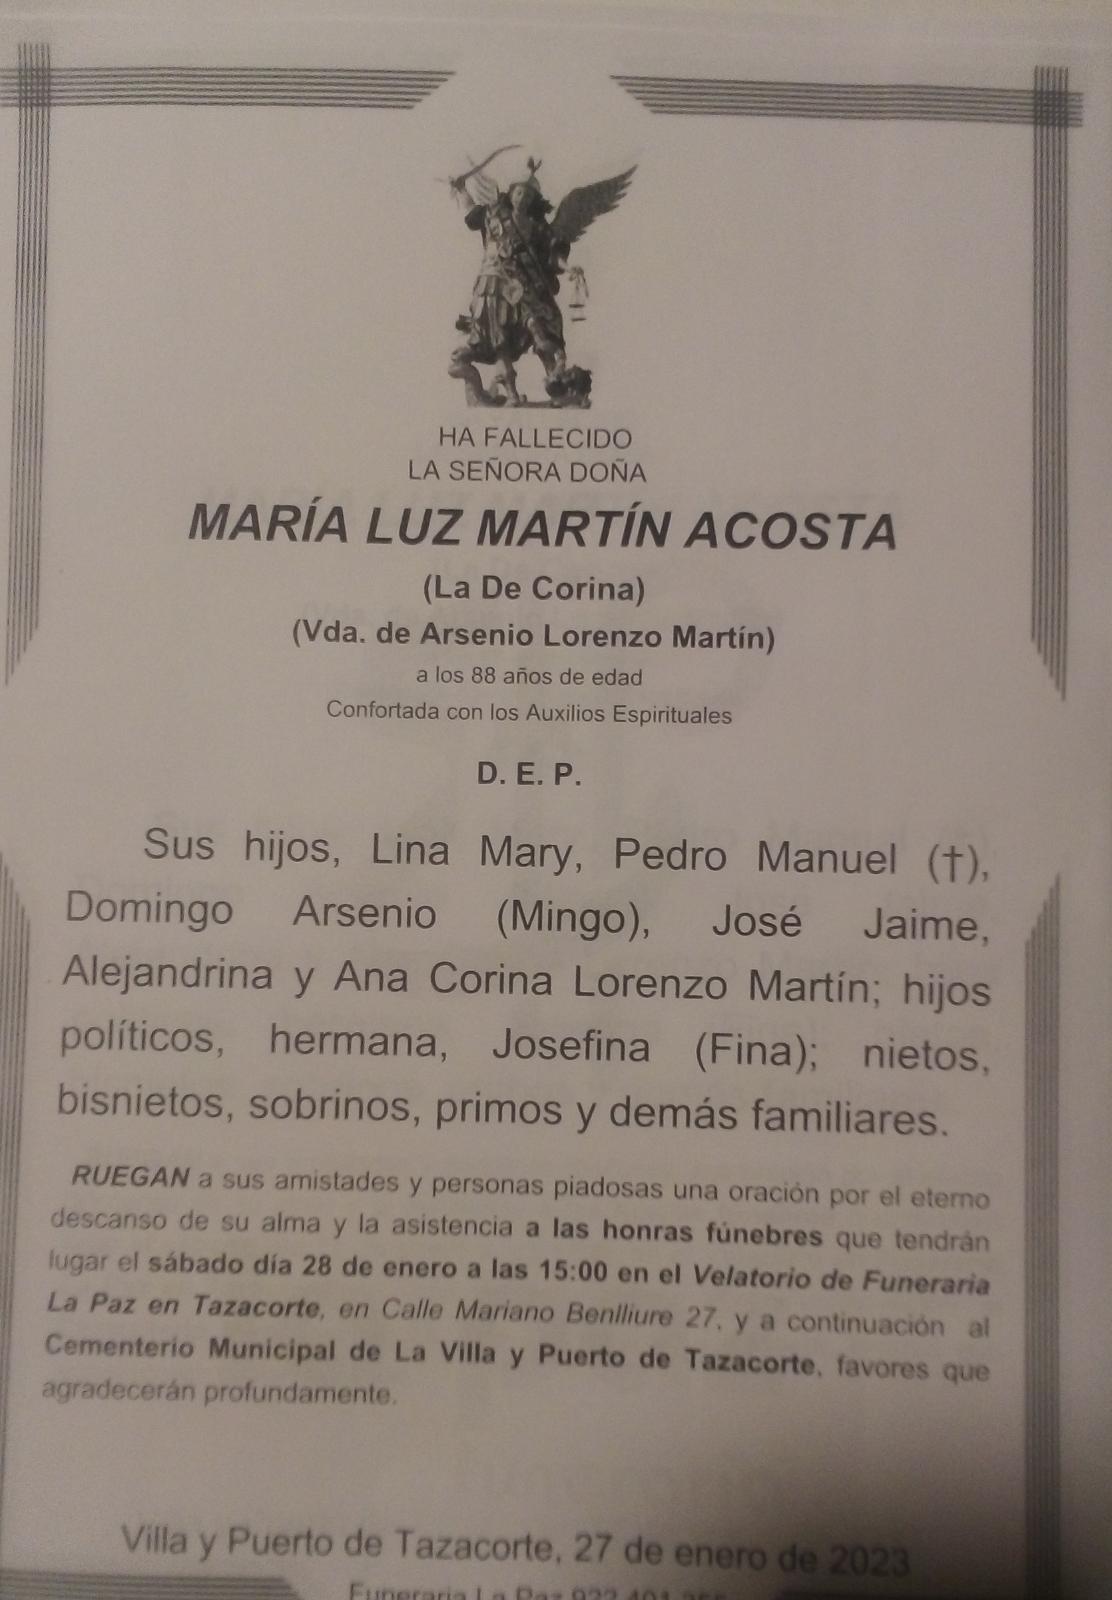 HA FALLECIDO
LA SEÑORA DOÑA
MARÍA LUZ MARTÍN ACOSTA
(La De Corina)
(Vda. de Arsenio Lorenzo Martín)
a los 88 años de edad
Confortada con los Auxilios Espirituales
D. E. P.
Sus hijos, Lina Mary, Pedro Manuel (†),
Domingo Arsenio (Mingo), José Jaime,
Alejandrina y Ana Corina Lorenzo Martín; hijos
políticos, hermana, Josefina (Fina); nietos,
bisnietos, sobrinos, primos y demás familiares.
RUEGAN a sus amistades y personas piadosas una oración por el eterno
descanso de su alma y la asistencia a las honras fúnebres que tendrán
lugar el sábado día 28 de enero a las 15:00 en el Velatorio de Funeraria
La Paz en Tazacorte, en Calle Mariano Benlliure 27, y a continuación al
Cementerio Municipal de La Villa y Puerto de Tazacorte, favores que
agradecerán profundamente.
Villa y Puerto de Tazacorte, 27 de enero de 2023
Funeraria La Paz 922 401